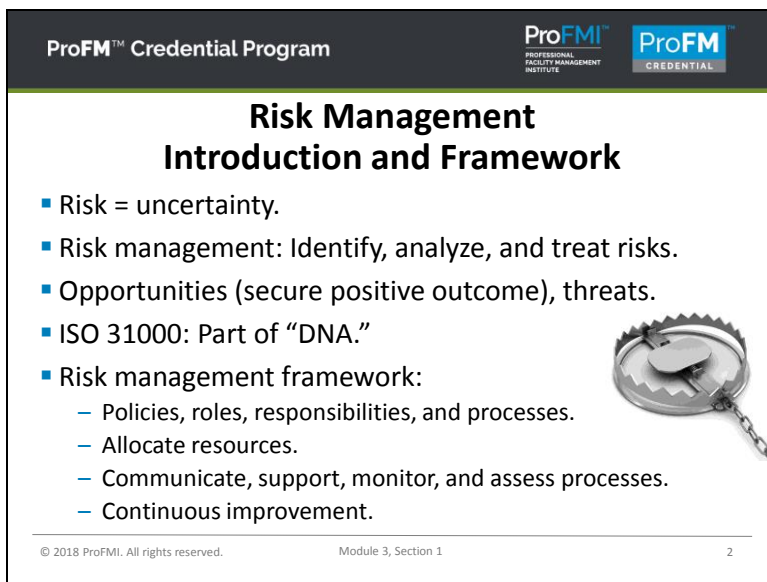 ProFM™ Credential Program
ProFMI™
PROFESSIONAL
FACILITY MANAGEMENT
INSTITUTE
ProFM™
CREDENTIAL
Risk Management
Introduction and Framework
▪ Risk = uncertainty.
▪ Risk management: Identify, analyze, and treat risks.
▪ Opportunities (secure positive outcome), threats.
▪ ISO 31000: Part of “DNA.”
▪ Risk management framework:
– Policies, roles, responsibilities, and processes.
– Allocate resources.
– Communicate, support, monitor, and assess processes.
– Continuous improvement.
© 2018 ProFMI. All rights reserved. Module 3, Section 1 2